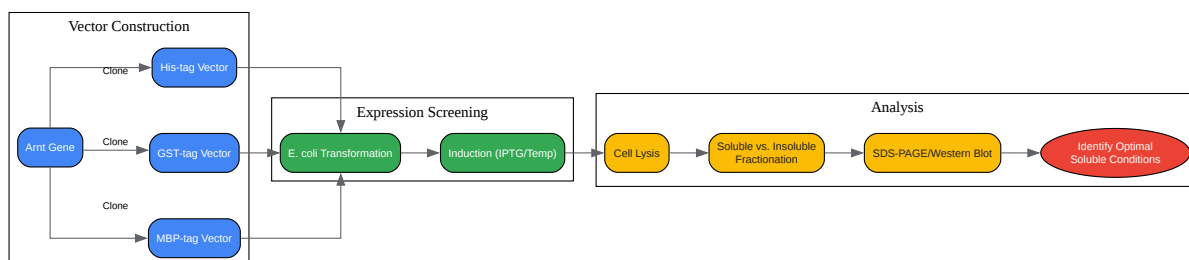 Vector Construction
Clone
His-tag Vector
Arnt Gene
Clone
GST-tag Vector
Clone
MBP-tag Vector
Expression Screening
E. coli Transformation
Induction (IPTG/Temp)
Analysis
Cell Lysis
Soluble vs. Insoluble
Fractionation
SDS-PAGE/Western Blot
Identify Optimal
Soluble Conditions